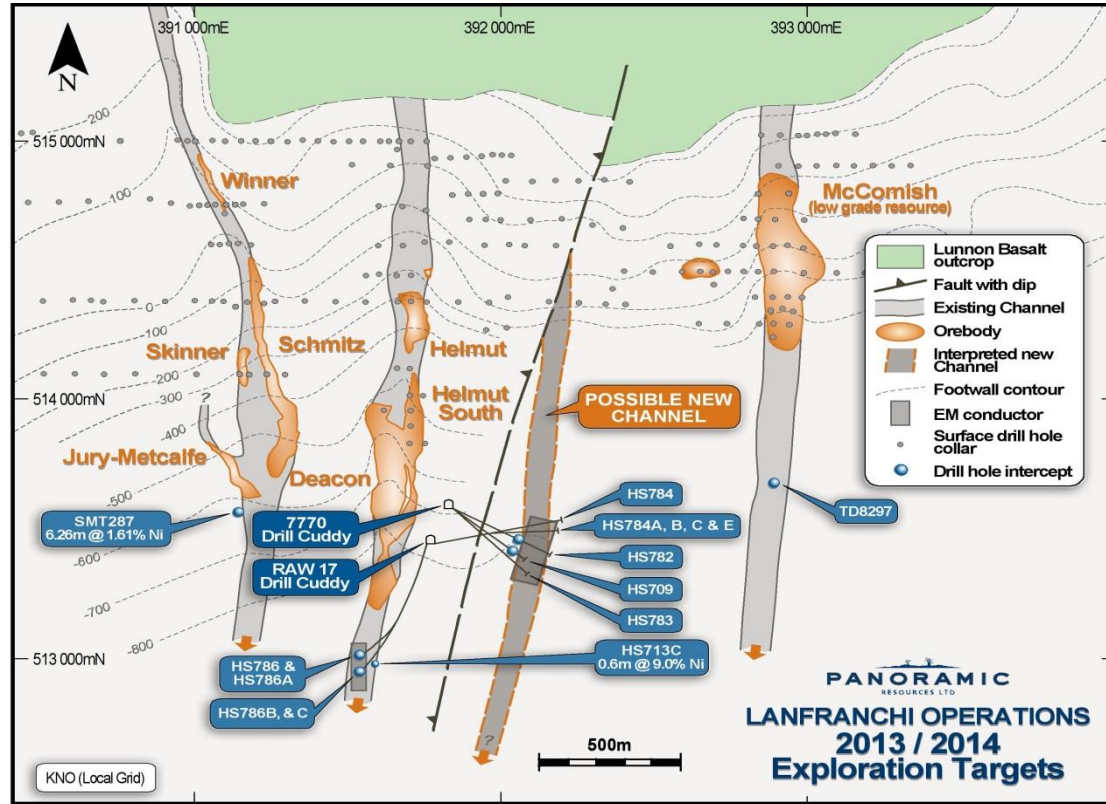 391 000mE
392 000mE
393 000mE
N
515 000mN
514 000mN
513 000mN
200
100
0
-100
-200
-300
-400
-500
-600
-700
-800
100
0
Winner
Schmitz
Skinner
?
Jury-Metcalfe
Deacon
Helmut
Helmut
South
McComish
(low grade resource)
POSSIBLE NEW
CHANNEL
Lunnon Basalt
outcrop
Fault with dip
Existing Channel
Orebody
Interpreted new
Channel
Footwall contour
EM conductor
Surface drill hole
collar
Drill hole intercept
SMT287
6.26m @ 1.61% Ni
7770
Drill Cuddy
RAW 17
Drill Cuddy
HS784
HS784A, B, C & E
HS782
HS709
HS783
TD8297
HS713C
0.6m @ 9.0% Ni
HS786 &
HS786A
HS786B, & C
?
500m
KNO (Local Grid)
PANORAMIC
RESOURCES LTD
LANFRANCHI OPERATIONS
2013 / 2014
Exploration Targets